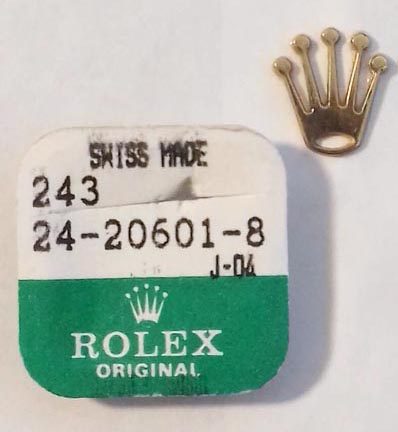 SWISS MADE
243
24-20601-8
J-04
ROLEX
ORIGINAL